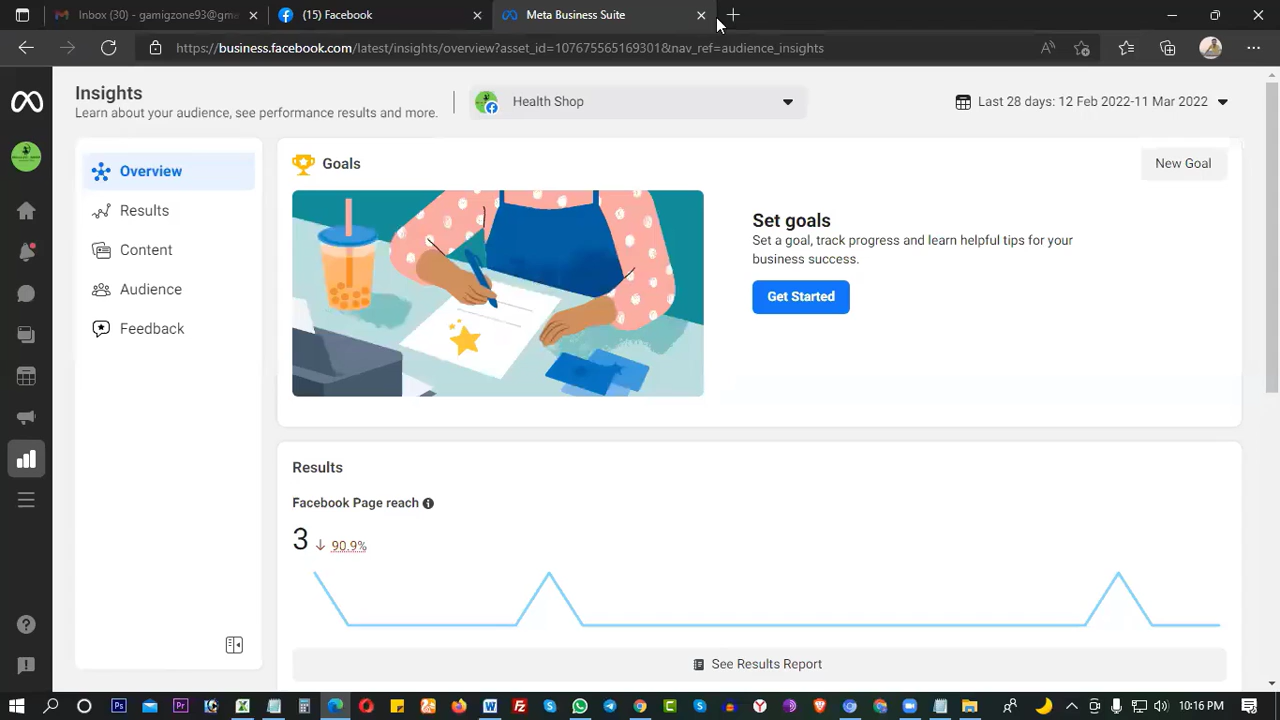 Inbox (30) - gamigzone93@gma
(15) Facebook
Meta Business Suite
https://business.facebook.com/latest/insights/overview?asset_id=107675565169301&nav_ref=audience_insights
Insights
Learn about your audience, see performance results and more.
Health Shop
Last 28 days: 12 Feb 2022-11 Mar 2022
Overview
Results
Content
Audience
Feedback
Goals
New Goal
Set goals
Set a goal, track progress and learn helpful tips for your
business success.
Get Started
Results
Facebook Page reach
3 ↓ 90.9%
See Results Report
10:16 PM